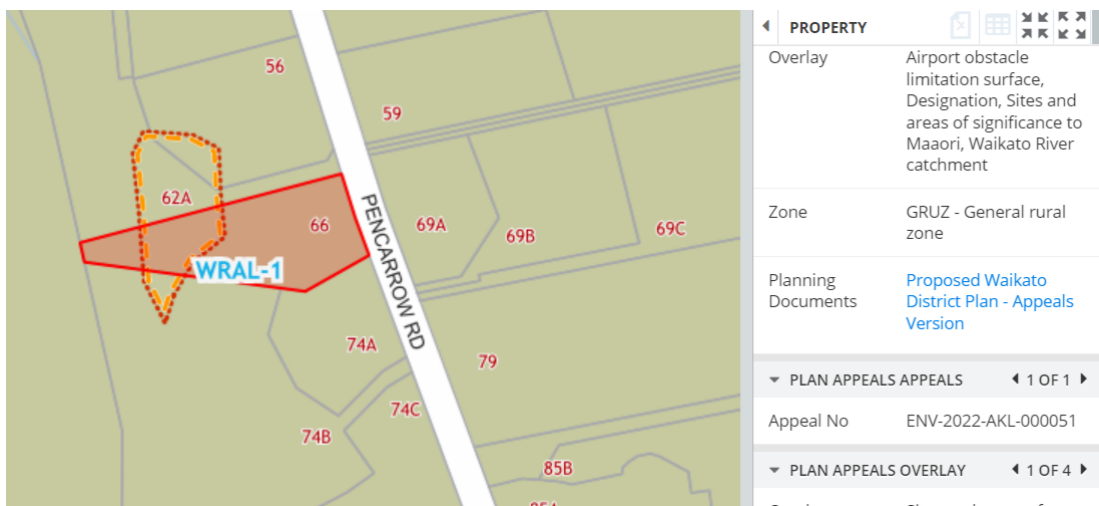 56
59
62A
66
69A
69B
69C
WRAL-1
PENCARROW RD
74A
79
74C
74B
85B
PROPERTY
Overlay
Airport obstacle
limitation surface,
Designation, Sites and
areas of significance to
Maaori, Waikato River
catchment
Zone
GRUZ - General rural
zone
Planning
Documents
Proposed Waikato
District Plan - Appeals
Version
PLAN APPEALS APPEALS 1 OF 1
Appeal No
ENV-2022-AKL-000051
PLAN APPEALS OVERLAY 1 OF 4